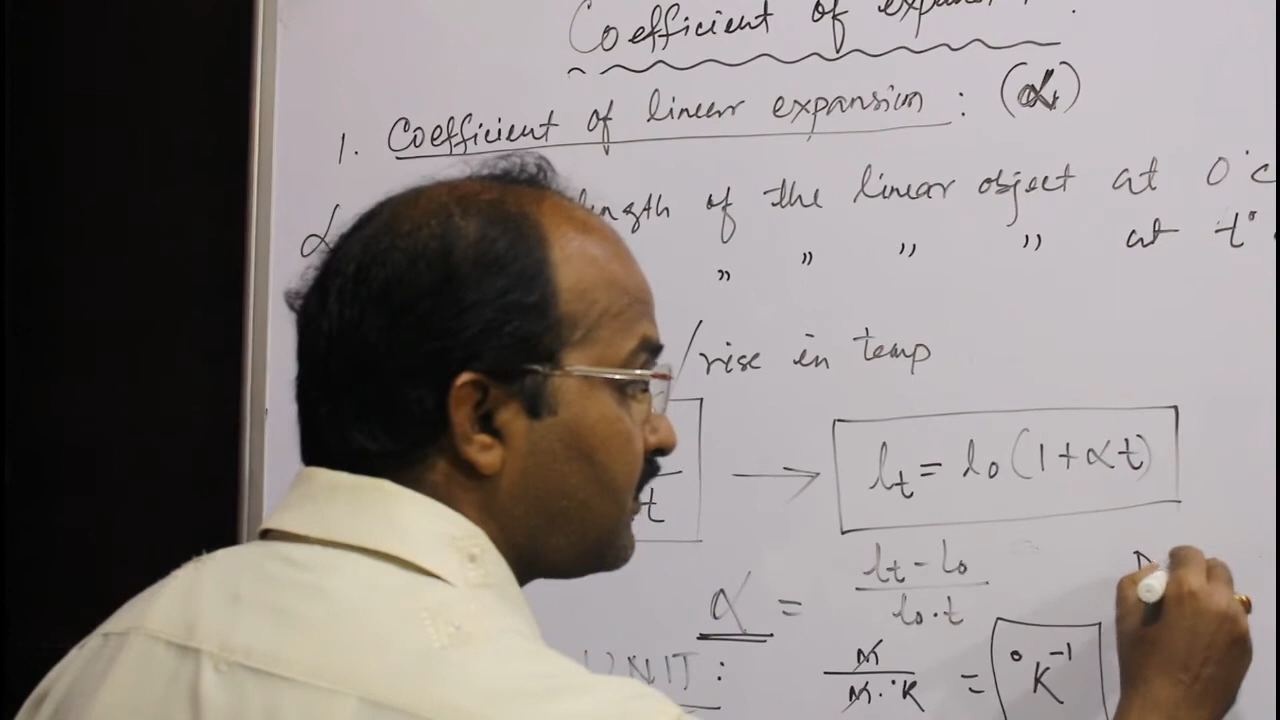 Coefficient of
1. Coefficient of linear expansion : (α)
α length of the linear object at 0°c
" " " " at t°
/rise in temp
t → lt = l0 (1 + αt)
α = lt - l0 / l0 . t
UNIT : m / m . °K = °K⁻¹